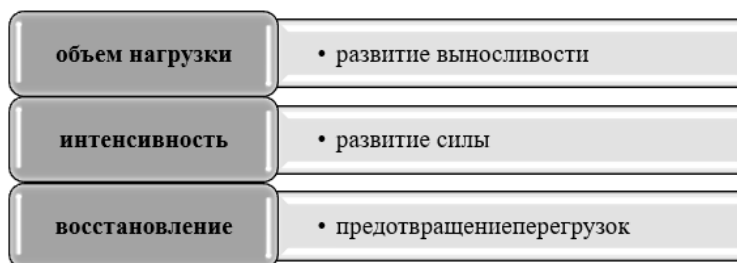 объем нагрузки • развитие выносливости
интенсивность • развитие силы
восстановление • предотвращениеперегрузок